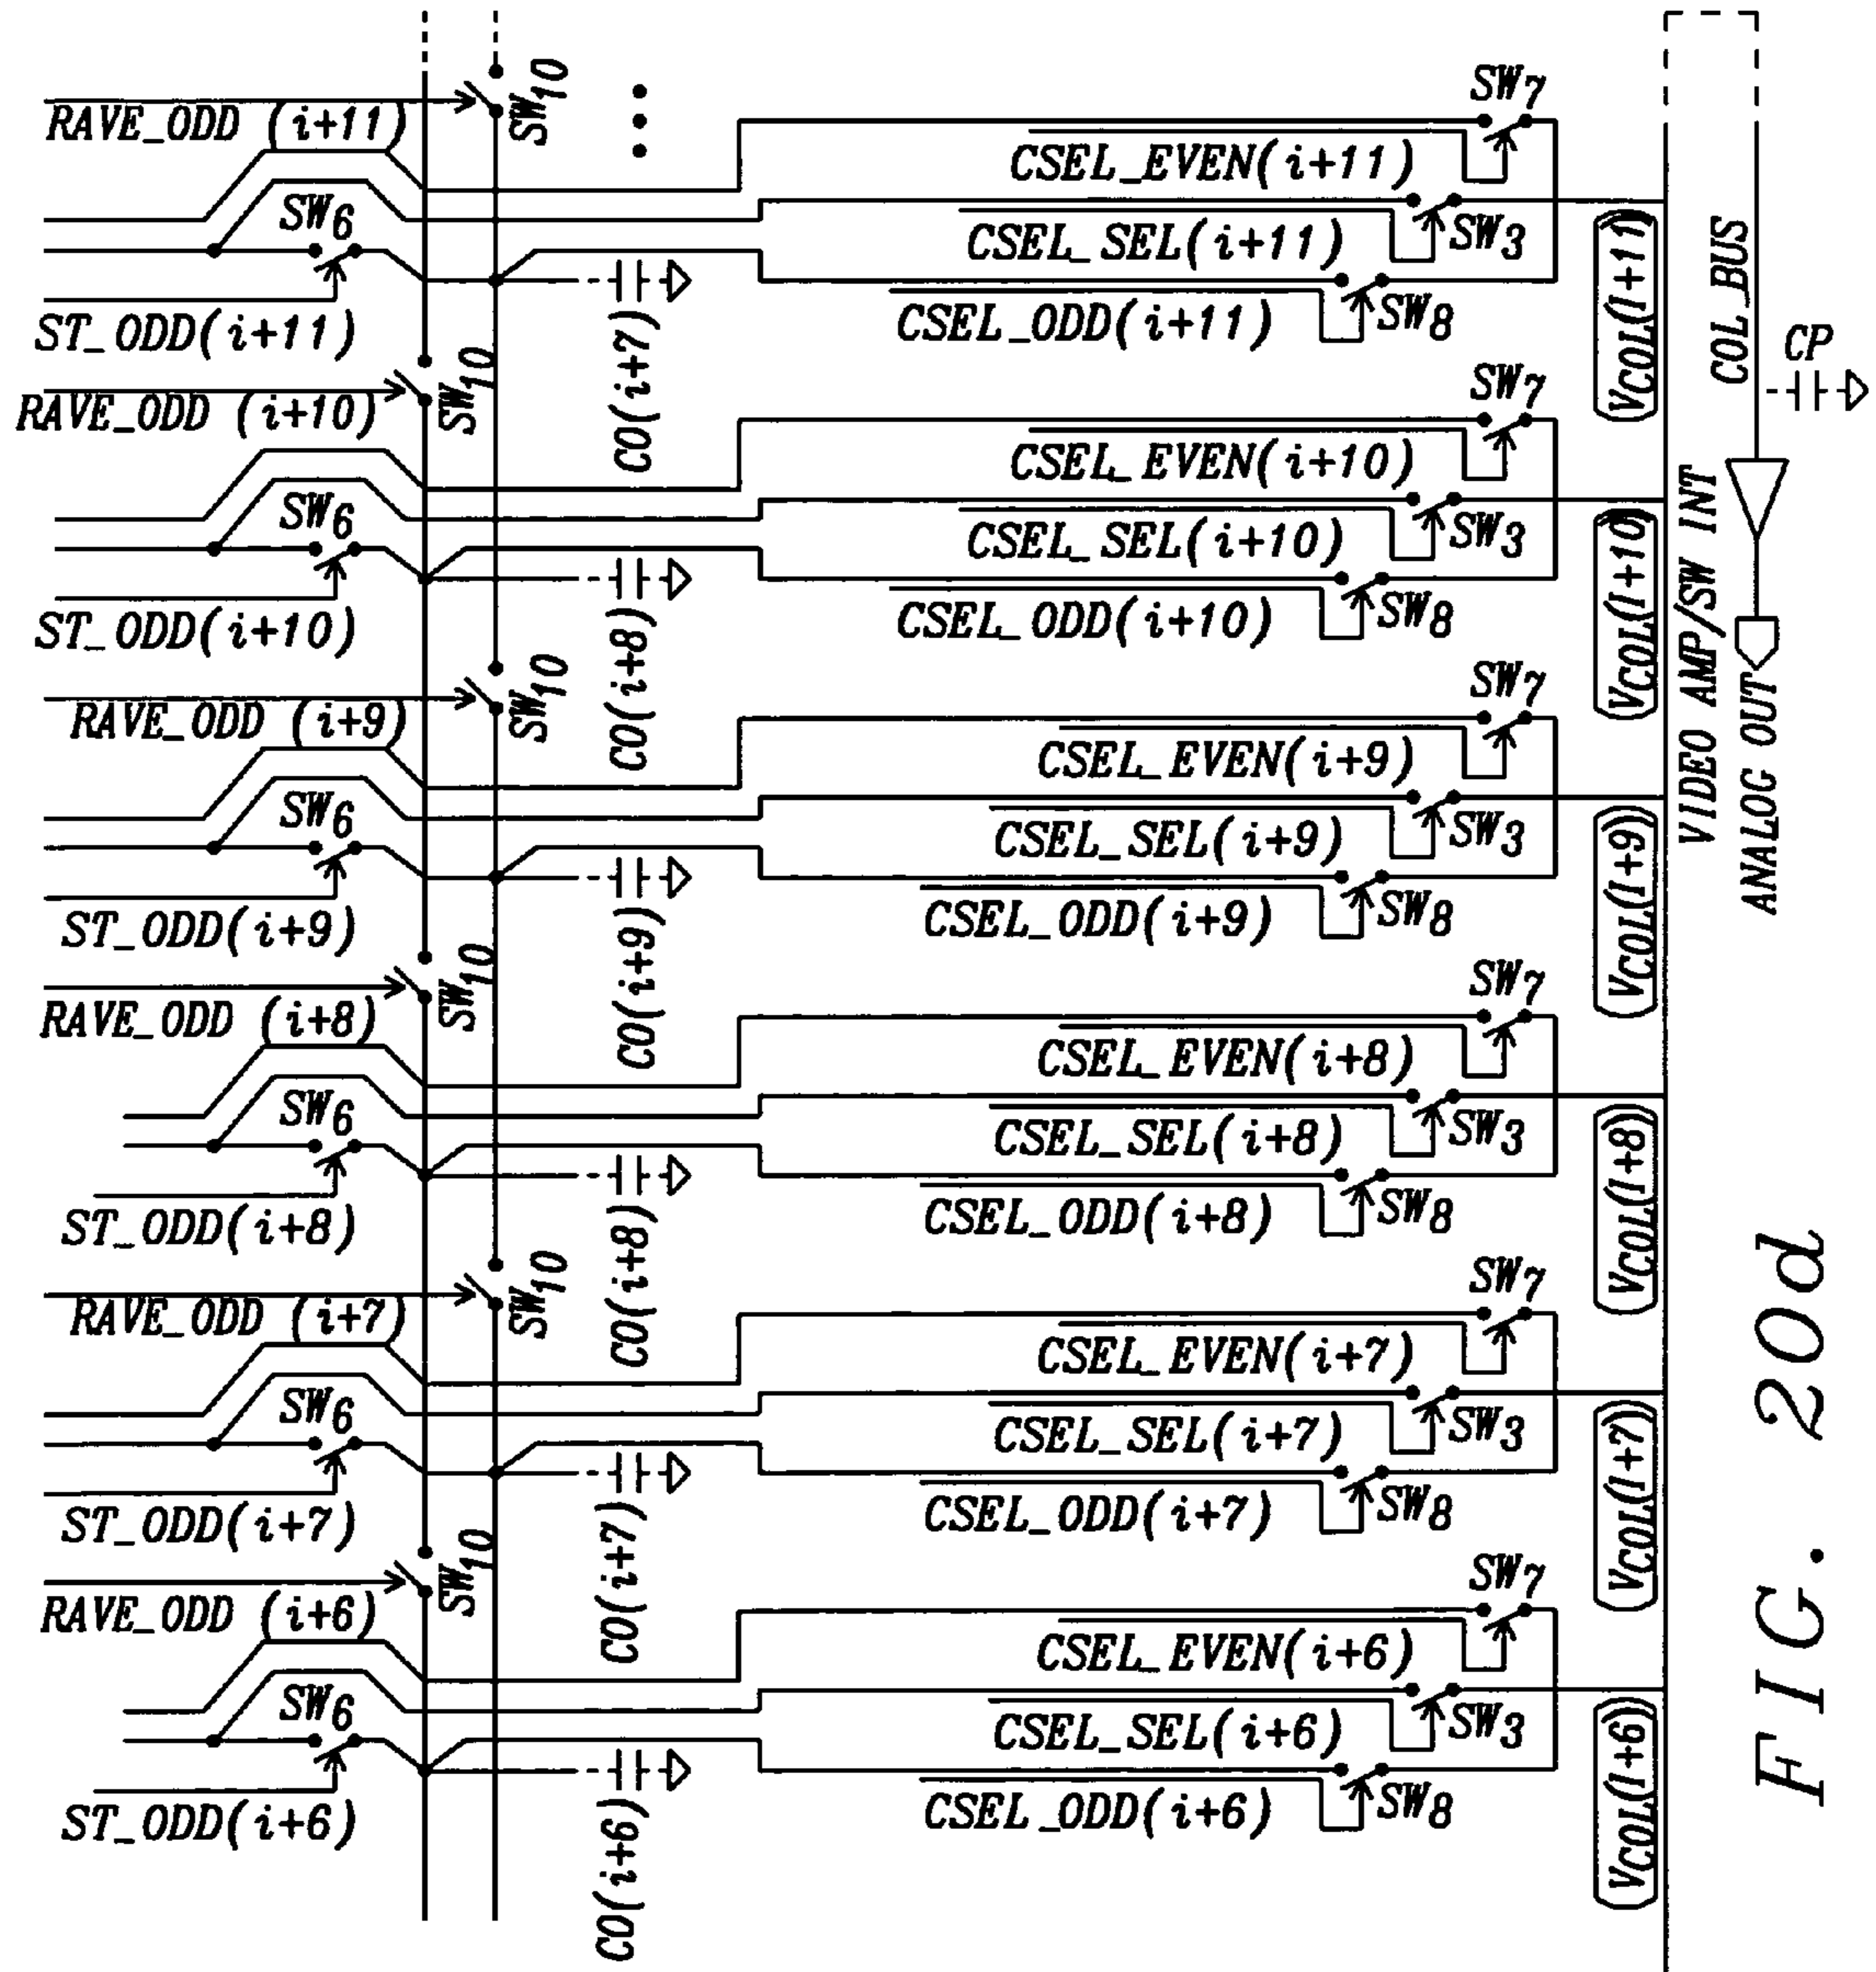 RAVE_ODD (i+11)
SW10
SW7
CSEL_EVEN(i+11)
SW6
CSEL_SEL(i+11)
SW3
ST_ODD(i+11)
CO(i+7)
CSEL_ODD(i+11)
SW8
VCOL(I+11)
COL_BUS
CP
RAVE_ODD (i+10)
SW10
SW7
CSEL_EVEN(i+10)
SW6
CSEL_SEL(i+10)
SW3
ST_ODD(i+10)
CO(i+8)
CSEL_ODD(i+10)
SW8
VCOL(I+10)
VIDEO AMP/SW INT
ANALOG OUT
RAVE_ODD (i+9)
SW10
SW7
CSEL_EVEN(i+9)
SW6
CSEL_SEL(i+9)
SW3
ST_ODD(i+9)
CO(i+9)
CSEL_ODD(i+9)
SW8
VCOL(I+9)
RAVE_ODD (i+8)
SW10
SW7
CSEL_EVEN(i+8)
SW6
CSEL_SEL(i+8)
SW3
ST_ODD(i+8)
CO(i+8)
CSEL_ODD(i+8)
SW8
VCOL(I+8)
RAVE_ODD (i+7)
SW10
SW7
CSEL_EVEN(i+7)
SW6
CSEL_SEL(i+7)
SW3
ST_ODD(i+7)
CO(i+7)
CSEL_ODD(i+7)
SW8
VCOL(I+7)
RAVE_ODD (i+6)
SW10
SW7
CSEL_EVEN(i+6)
SW6
CSEL_SEL(i+6)
SW3
ST_ODD(i+6)
CO(i+6)
CSEL_ODD(i+6)
SW8
VCOL(I+6)
FIG. 20d